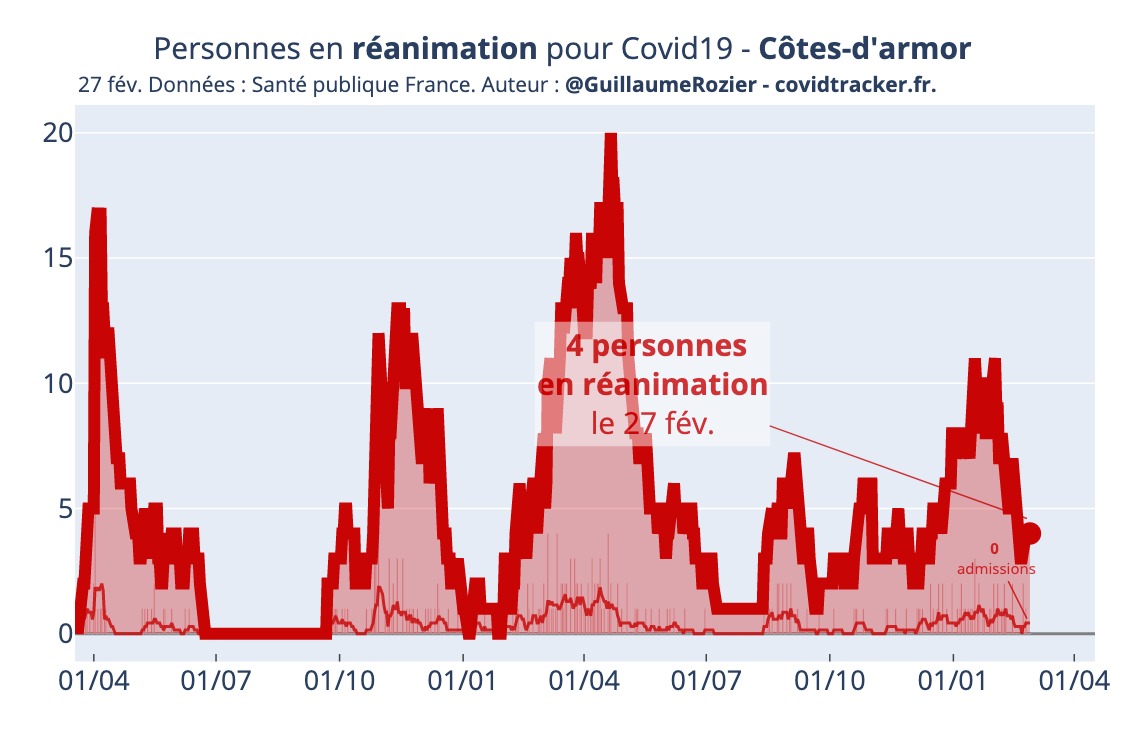 Personnes en réanimation pour Covid19 - Côtes-d'armor
27 fév. Données : Santé publique France. Auteur : @GuillaumeRozier - covidtracker.fr.
20
15
4 personnes
en réanimation
le 27 fév.
10
5
0
admissions
0
01/04 01/07 01/10 01/01 01/04 01/07 01/10 01/01 01/04